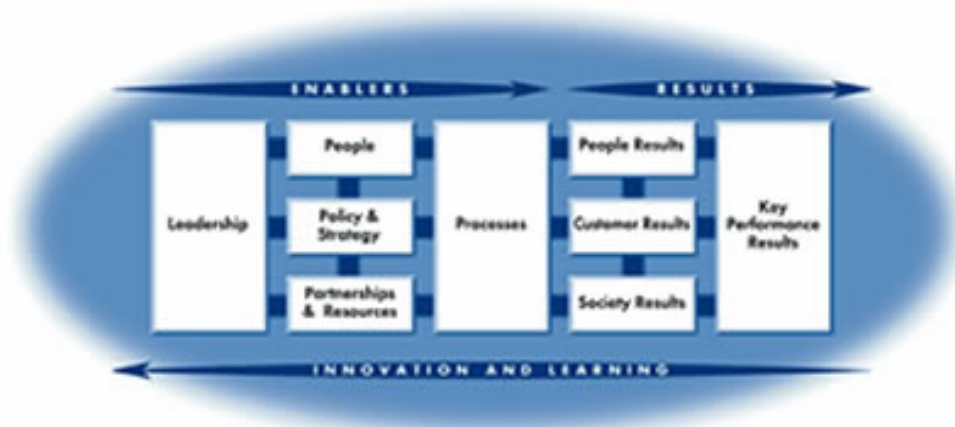 ENABLERS
RESULTS
Leadership
People
Policy &
Strategy
Partnerships
& Resources
Processes
People Results
Customer Results
Society Results
Key
Performance
Results
INNOVATION AND LEARNING